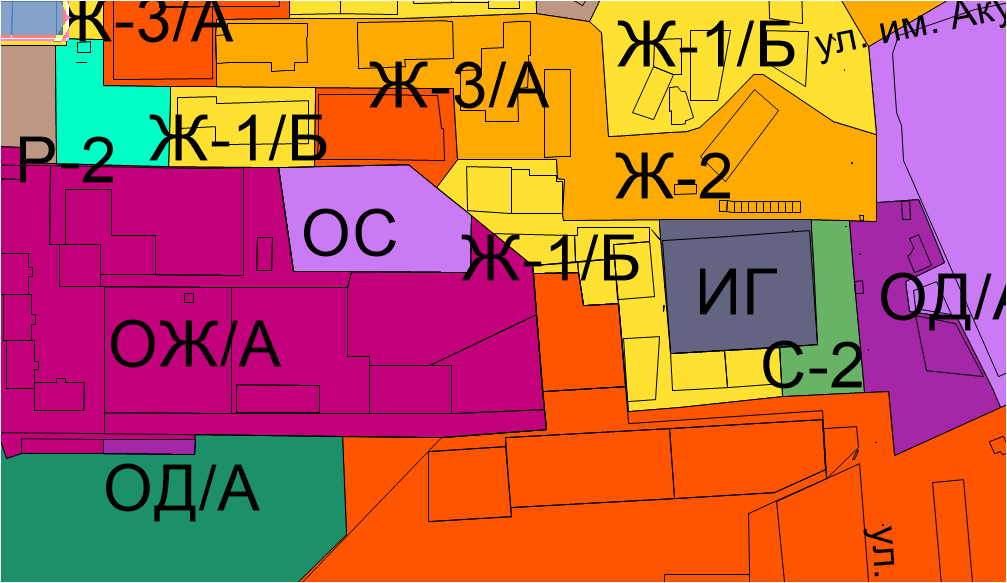 Ж-3/А
Ж-1/Б
ул. им. Аку
Ж-3/А
Ж-1/Б
Р-2
Ж-2
ОС
Ж-1/Б
ИГ
ОД/А
ОЖ/А
С-2
ОД/А
ул.